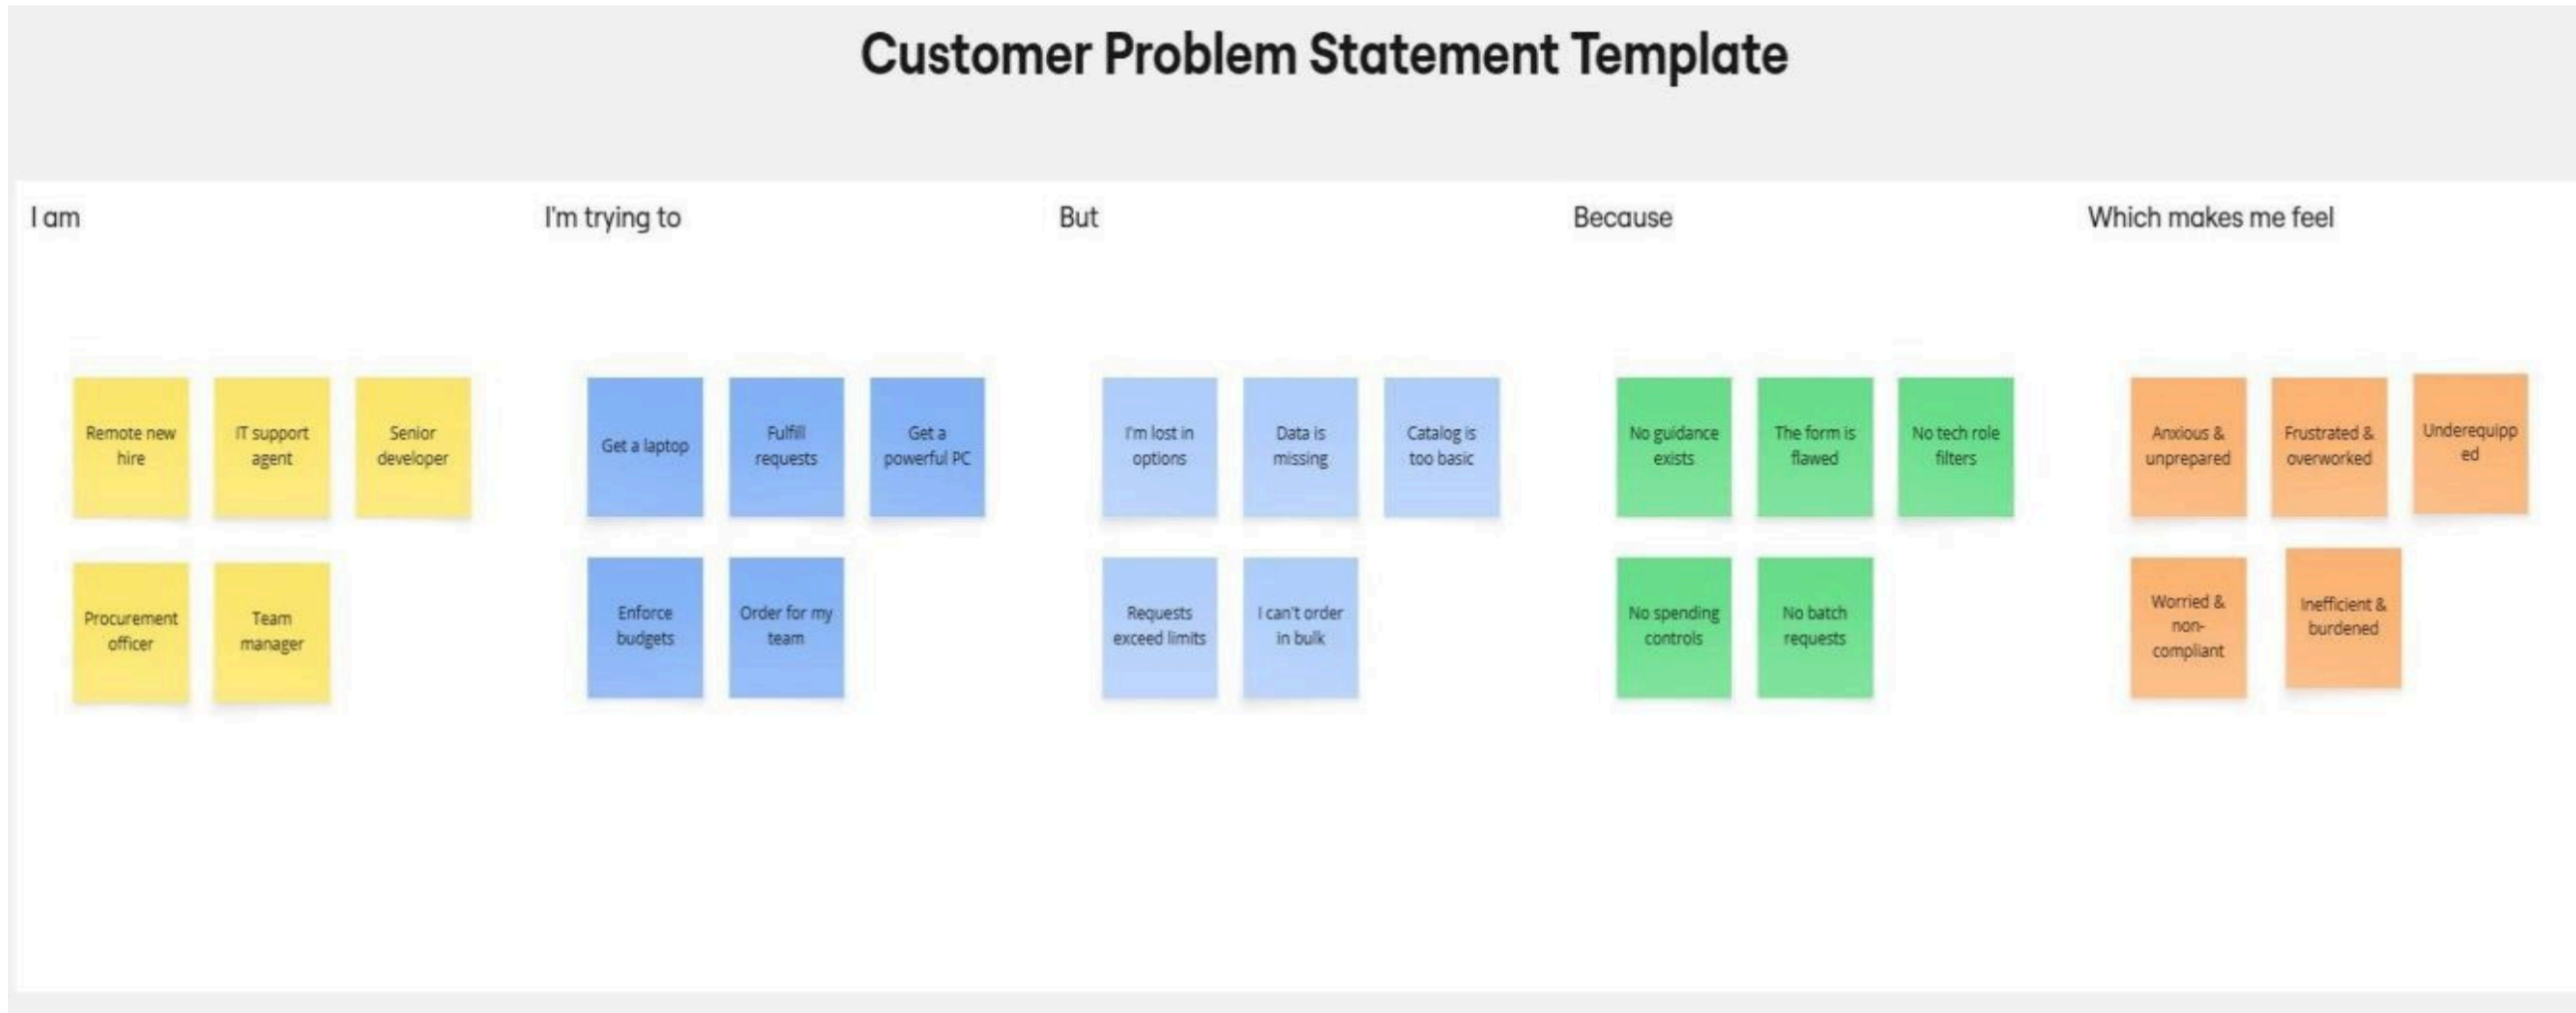 Customer Problem Statement Template
I am
I'm trying to
But
Because
Which makes me feel
Remote new
hire
IT support
agent
Senior
developer
Get a laptop
Fulfill
requests
Get a
powerful PC
I'm lost in
options
Data is
missing
Catalog is
too basic
No guidance
exists
The form is
flawed
No tech role
filters
Anxious &
unprepared
Frustrated &
overworked
Underequipp
ed
Procurement
officer
Team
manager
Enforce
budgets
Order for my
team
Requests
exceed limits
I can't order
in bulk
No spending
controls
No batch
requests
Worried &
non-
compliant
Inefficient &
burdened